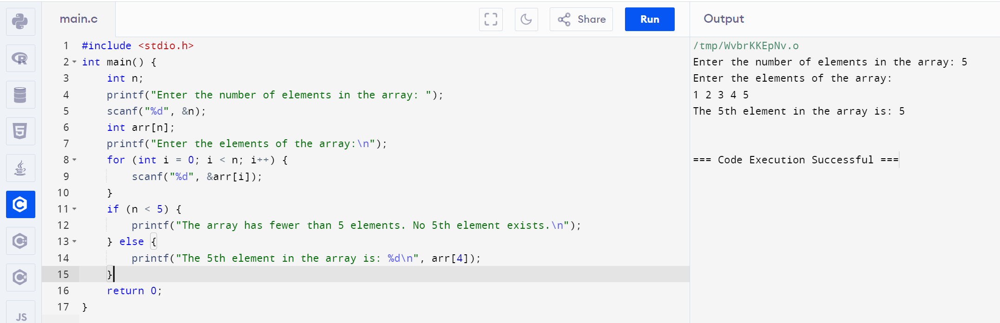 main.c
Share
Run
Output
1 #include <stdio.h>
2 int main() {
3     int n;
4     printf("Enter the number of elements in the array: ");
5     scanf("%d", &n);
6     int arr[n];
7     printf("Enter the elements of the array:\n");
8     for (int i = 0; i < n; i++) {
9         scanf("%d", &arr[i]);
10     }
11     if (n < 5) {
12         printf("The array has fewer than 5 elements. No 5th element exists.\n");
13     } else {
14         printf("The 5th element in the array is: %d\n", arr[4]);
15     }
16     return 0;
17 }
/tmp/WvbrKKEpNv.o
Enter the number of elements in the array: 5
Enter the elements of the array:
1 2 3 4 5
The 5th element in the array is: 5
=== Code Execution Successful ===
R
5
C
C++
C#
JS